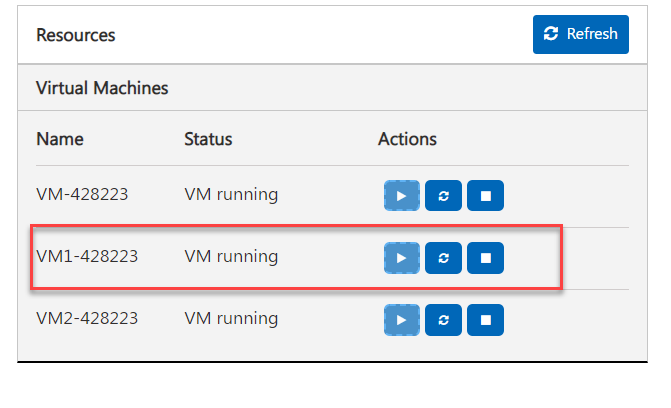 Resources Refresh
Virtual Machines
Name Status Actions
VM-428223 VM running
VM1-428223 VM running
VM2-428223 VM running